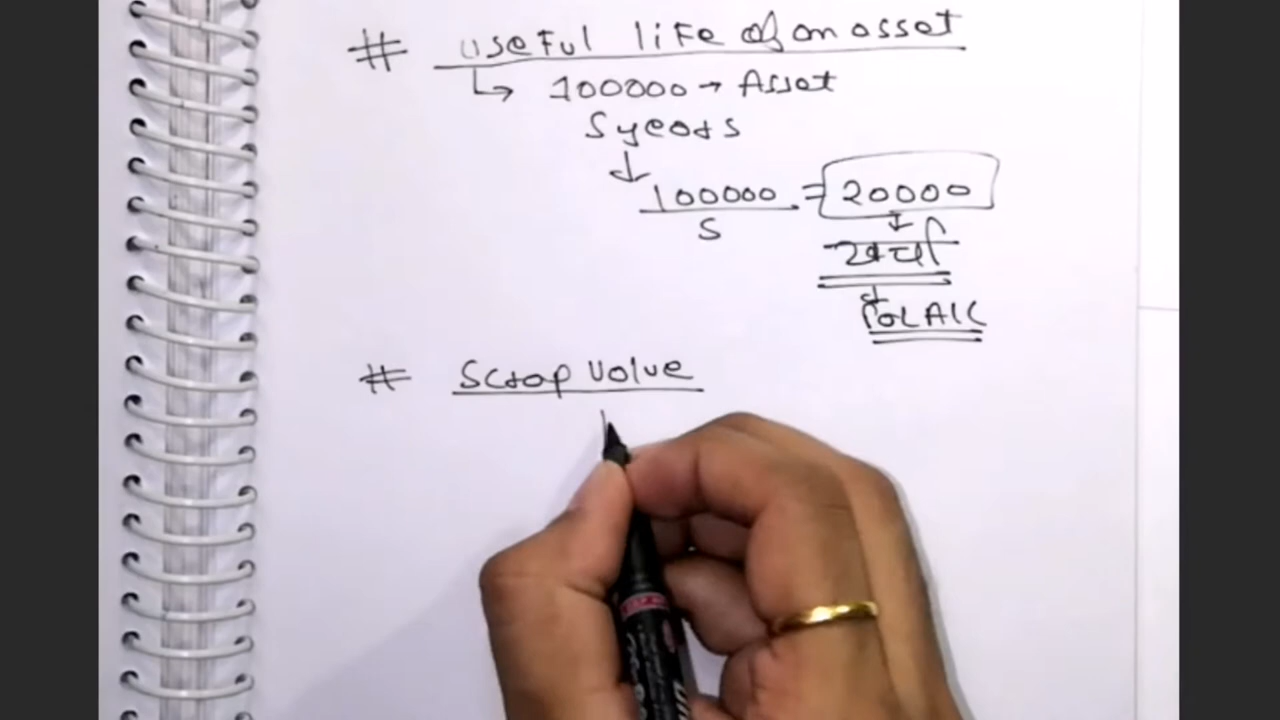 # useful life of an asset
↳ 100000 → Asset
5 years
↓
100000 = 20000
5
↓
खर्चा
↓
P&L A/C
# Scrap Value